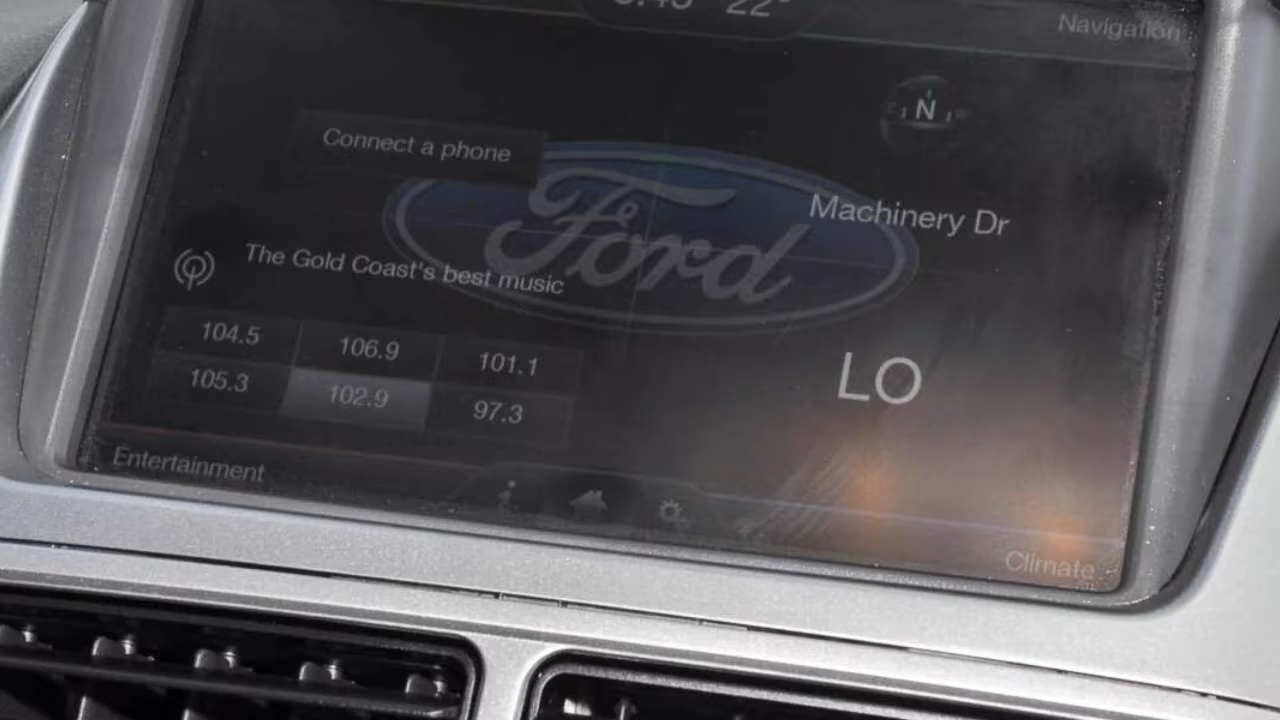 22°
Navigation
N
Connect a phone
Ford
Machinery Dr
The Gold Coast's best music
104.5 106.9 101.1
LO
105.3 102.9 97.3
Entertainment
Climate